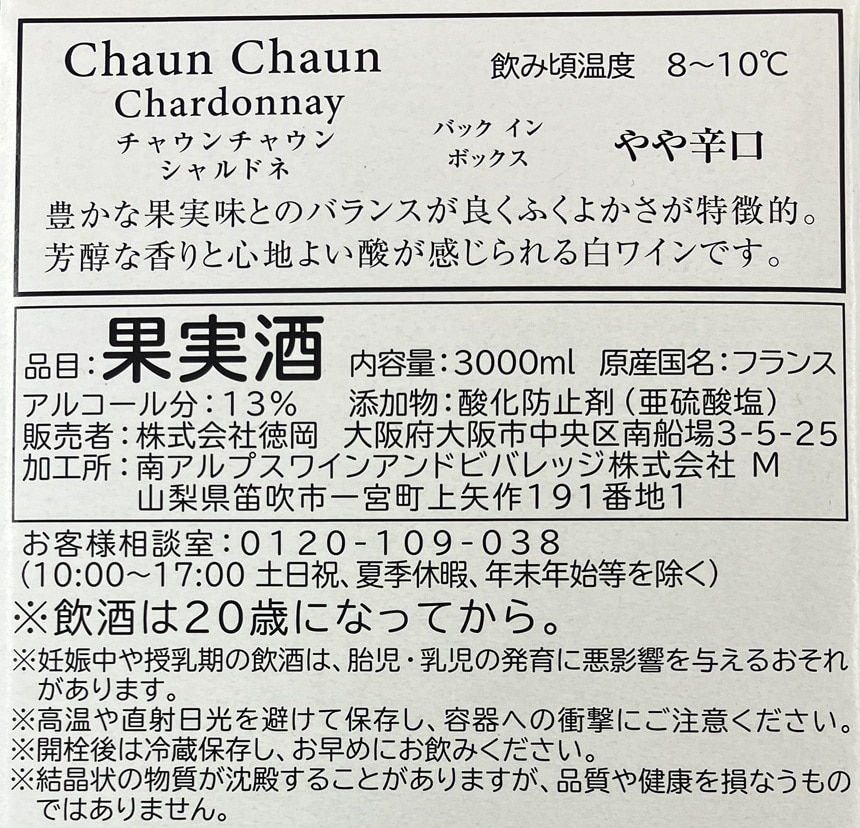 Chaun Chaun 飲み頃温度 8～10℃
Chardonnay
チャウンチャウン バック イン やや辛口
シャルドネ ボックス
豊かな果実味とのバランスが良くふくよかさが特徴的。
芳醇な香りと心地よい酸が感じられる白ワインです。
品目：果実酒 内容量：3000ml 原産国名：フランス
アルコール分：13% 添加物：酸化防止剤（亜硫酸塩）
販売者：株式会社徳岡 大阪府大阪市中央区南船場3-5-25
加工所：南アルプスワインアンドビバレッジ株式会社 M
山梨県笛吹市一宮町上矢作191番地1
お客様相談室：0120-109-038
（10:00～17:00 土日祝、夏季休暇、年末年始等を除く）
※飲酒は20歳になってから。
※妊娠中や授乳期の飲酒は、胎児・乳児の発育に悪影響を与えるおそれ
があります。
※高温や直射日光を避けて保存し、容器への衝撃にご注意ください。
※開栓後は冷蔵保存し、お早めにお飲みください。
※結晶状の物質が沈殿することがありますが、品質や健康を損なうもの
ではありません。